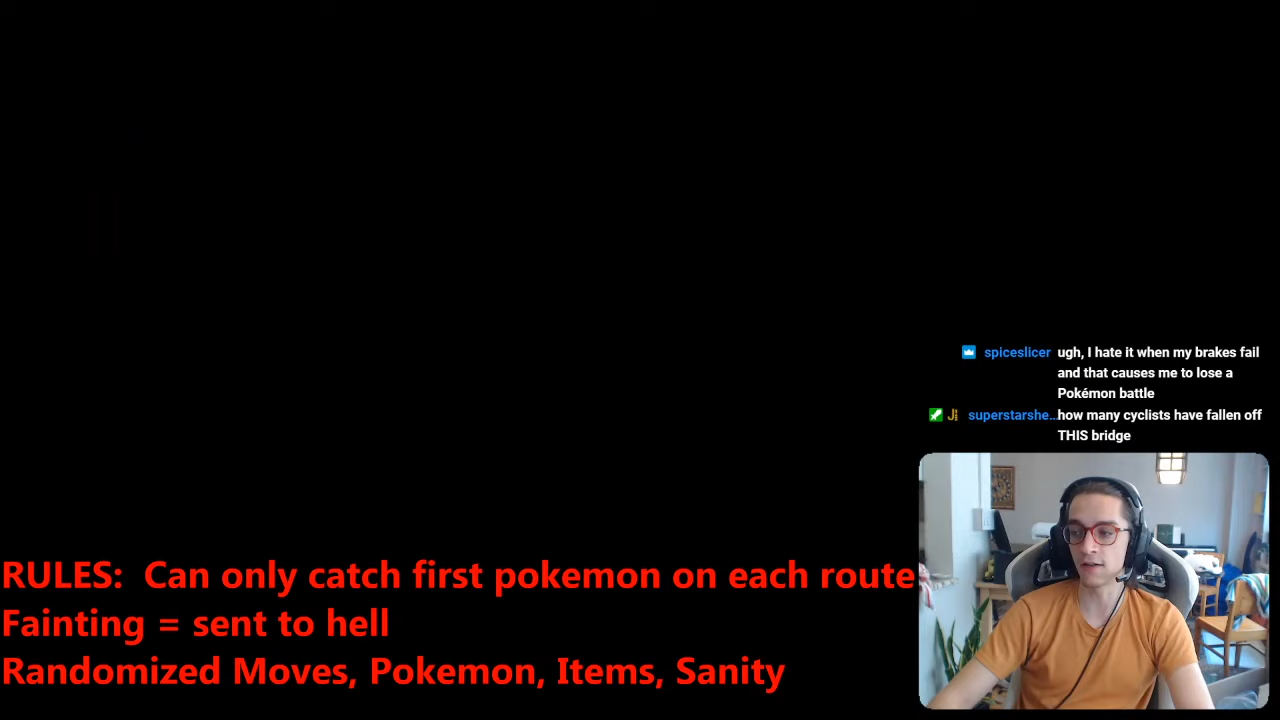 spiceslicer ugh, I hate it when my brakes fail
and that causes me to lose a
Pokémon battle
superstarshe... how many cyclists have fallen off
THIS bridge
RULES: Can only catch first pokemon on each route
Fainting = sent to hell
Randomized Moves, Pokemon, Items, Sanity